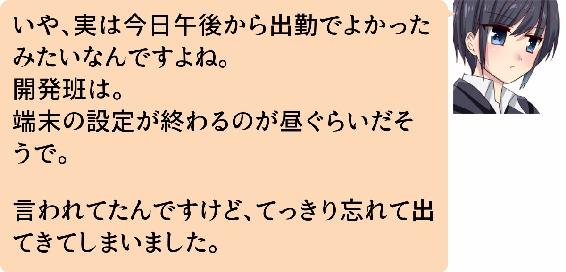 いや、実は今日午後から出勤でよかった
みたいなんですよね。
開発班は。
端末の設定が終わるのが昼ぐらいだそ
うで。
言われてたんですけど、てっきり忘れて出
てきてしまいました。